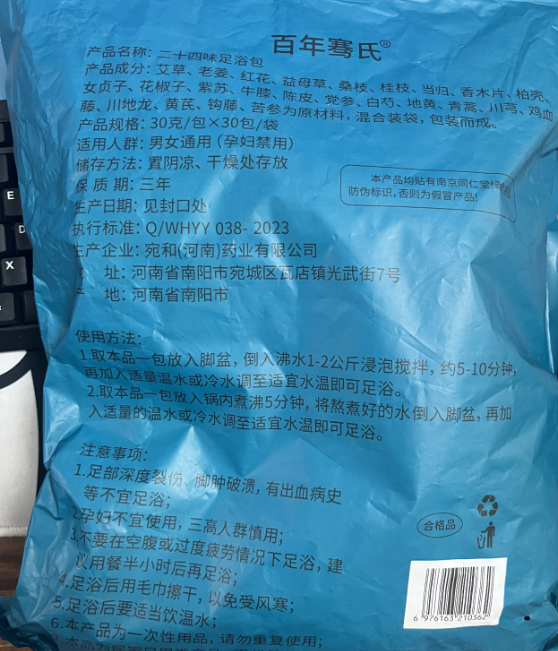 百年骞氏®
产品名称: 二十四味足浴包
产品成分: 艾草、老姜、红花、益母草、桑枝、桂枝、当归、香木片、柏壳、
女贞子、花椒子、紫苏、牛膝、陈皮、党参、白芍、地黄、青蒿、川芎、鸡血
藤、川地龙、黄芪、钩藤、苦参为原材料，混合装袋，包装而成。
产品规格: 30克/包×30包/袋
适用人群: 男女通用 (孕妇禁用)
储存方法: 置阴凉、干燥处存放
保 质 期: 三年
生产日期: 见封口处
执行标准: Q/WHYY 038- 2023
生产企业: 宛和(河南)药业有限公司
址: 河南省南阳市宛城区瓦店镇光武街7号
地: 河南省南阳市
本产品均贴有南京同仁堂绿
防伪标识，否则为假冒产品!
使用方法:
1.取本品一包放入脚盆，倒入沸水1-2公斤浸泡搅拌，约5-10分钟，
再加入适量温水或冷水调至适宜水温即可足浴。
2.取本品一包放入锅内煮沸5分钟，将熬煮好的水倒入脚盆，再加
入适量的温水或冷水调至适宜水温即可足浴。
注意事项:
1.足部深度裂伤、脚肿破溃，有出血病史
等不宜足浴;
2.孕妇不宜使用，三高人群慎用;
3.不要在空腹或过度疲劳情况下足浴，建
议用餐半小时后再足浴;
4.足浴后用毛巾擦干，以免受风寒;
5.足浴后要适当饮温水;
6.本产品为一次性用品，请勿重复使用;
合格品
6 976163 210362
E
D
X